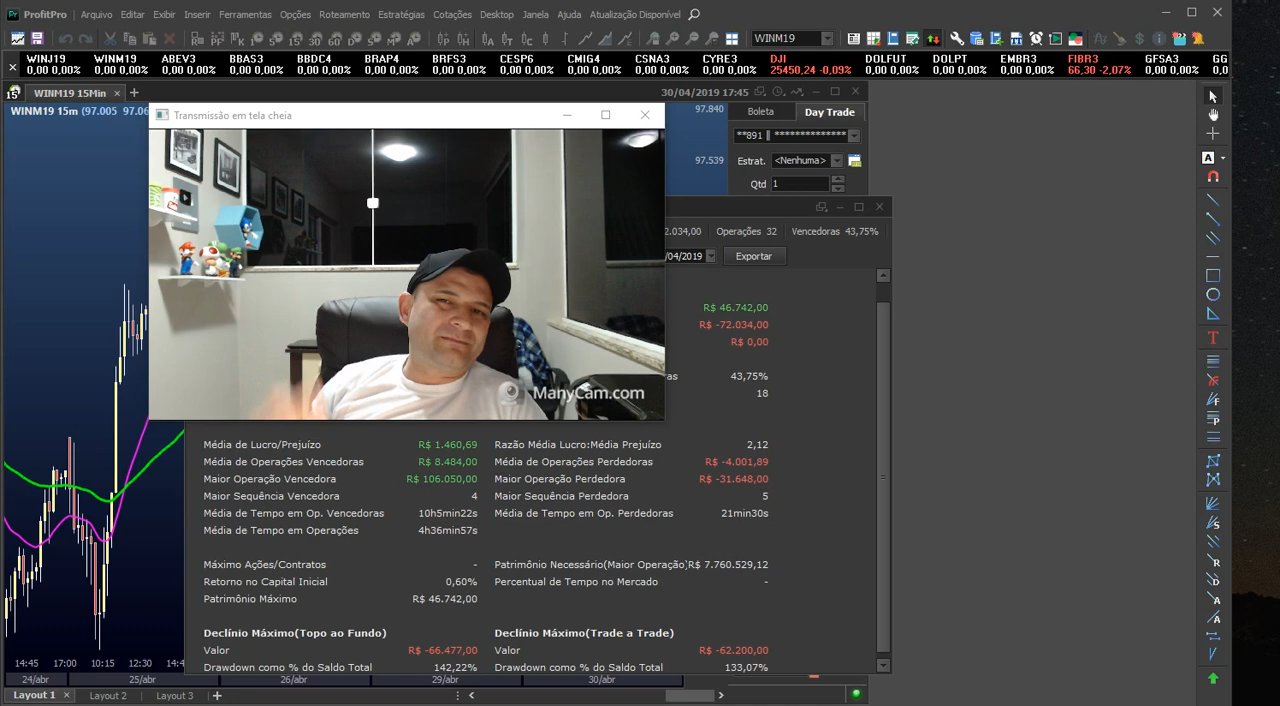 ProfitPro Arquivo Editar Exibir Inserir Ferramentas Opções Roteamento Estratégias Cotações Desktop Janela Ajuda Atualização Disponível
WINM19
WINJ19 WINM19 ABEV3 BBAS3 BBDC4 BRAP4 BRFS3 CESP6 CMIG4 CSNA3 CYRE3 DJI DOLFUT DOLPT EMBR3 FIBR3 GFSA3 GG
0,00 0,00% 0,00 0,00% 0,00 0,00% 0,00 0,00% 0,00 0,00% 0,00 0,00% 0,00 0,00% 0,00 0,00% 0,00 0,00% 0,00 0,00% 0,00 0,00% 25450,24 -0,09% 0,00 0,00% 0,00 0,00% 0,00 0,00% 66,30 -2,07% 0,00 0,00% 0,0
WINM19 15Min 30/04/2019 17:45
WINM19 15m (97.005 97.06
Transmissão em tela cheia
97.840
97.539
Boleta Day Trade
**891 **************
Estrat. <Nenhuma>
Qtd 1
2.034,00 Operações 32 Vencedoras 43,75%
/04/2019 Exportar
R$ 46.742,00
R$ -72.034,00
R$ 0,00
as 43,75%
18
ManyCam.com
Média de Lucro/Prejuízo R$ 1.460,69 Razão Média Lucro:Média Prejuízo 2,12
Média de Operações Vencedoras R$ 8.484,00 Média de Operações Perdedoras R$ -4.001,89
Maior Operação Vencedora R$ 106.050,00 Maior Operação Perdedora R$ -31.648,00
Maior Sequência Vencedora 4 Maior Sequência Perdedora 5
Média de Tempo em Op. Vencedoras 10h5min22s Média de Tempo em Op. Perdedoras 21min30s
Média de Tempo em Operações 4h36min57s
Máximo Ações/Contratos - Patrimônio Necessário(Maior Operação) R$ 7.760.529,12
Retorno no Capital Inicial 0,60% Percentual de Tempo no Mercado -
Patrimônio Máximo R$ 46.742,00
Declínio Máximo(Topo ao Fundo) Declínio Máximo(Trade a Trade)
Valor R$ -66.477,00 Valor R$ -62.200,00
Drawdown como % do Saldo Total 142,22% Drawdown como % do Saldo Total 133,07%
14:45 17:00 10:15 12:30 14:4
24/abr 25/abr 26/abr 29/abr 30/abr
Layout 1 Layout 2 Layout 3